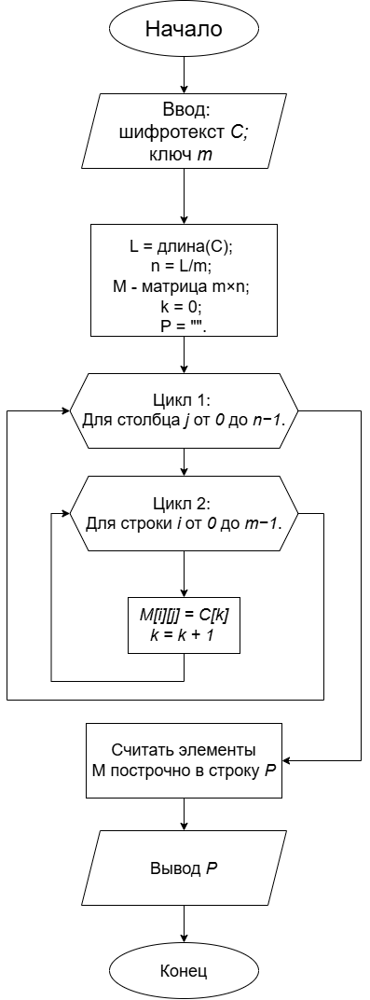 Начало
Ввод:
шифротекст C;
ключ m
L = длина(C);
n = L/m;
M - матрица m×n;
k = 0;
P = "".
Цикл 1:
Для столбца j от 0 до n−1.
Цикл 2:
Для строки i от 0 до m−1.
M[i][j] = C[k]
k = k + 1
Считать элементы
M построчно в строку P
Вывод P
Конец